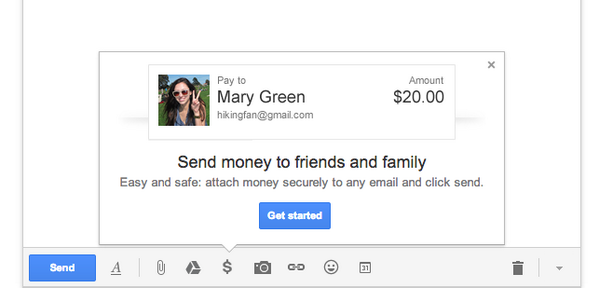 Pay to
Amount
Mary Green
$20.00
hikingfan@gmail.com
Send money to friends and family
Easy and safe: attach money securely to any email and click send.
Get started
Send
A
$
31